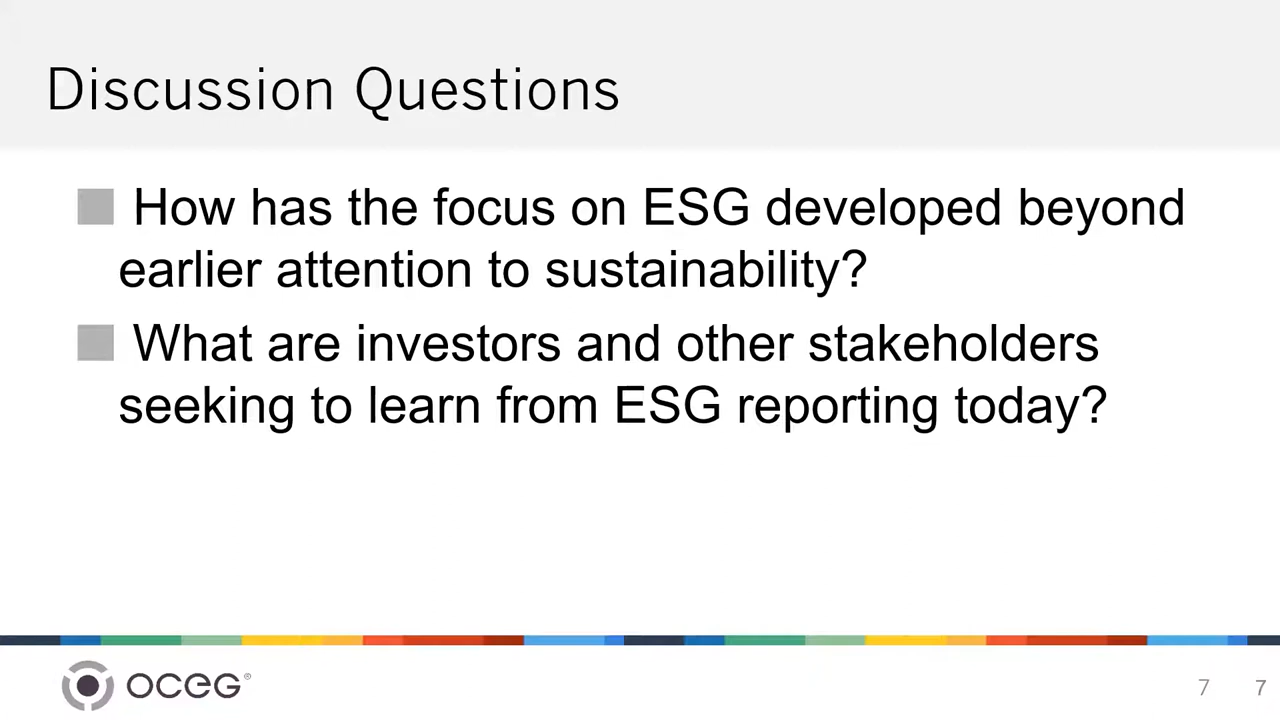 Discussion Questions
How has the focus on ESG developed beyond
earlier attention to sustainability?
What are investors and other stakeholders
seeking to learn from ESG reporting today?
OCEG®
7 7